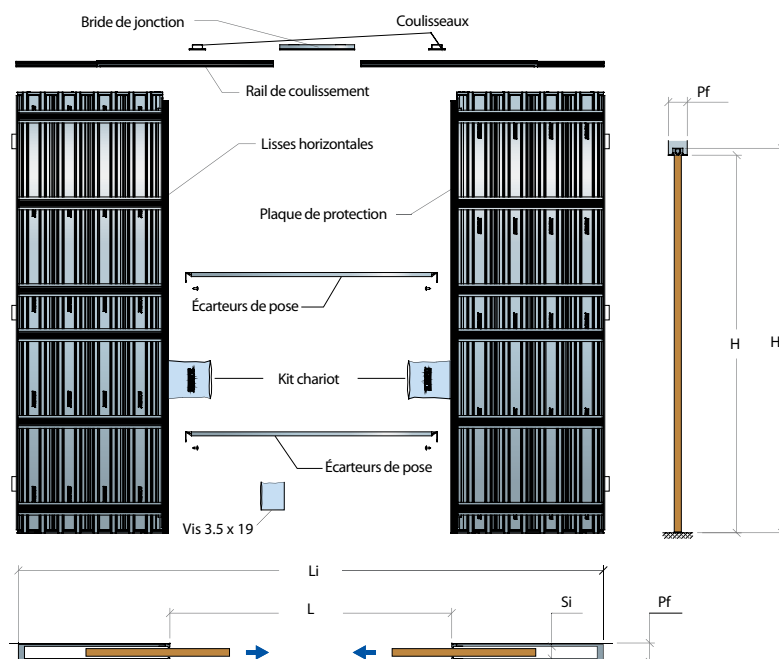 Bride de jonction
Coulisseaux
Rail de coulissement
Pf
Lisses horizontales
Plaque de protection
Écarteurs de pose
H
H
Kit chariot
Écarteurs de pose
Vis 3.5 x 19
Li
L
Si
Pf